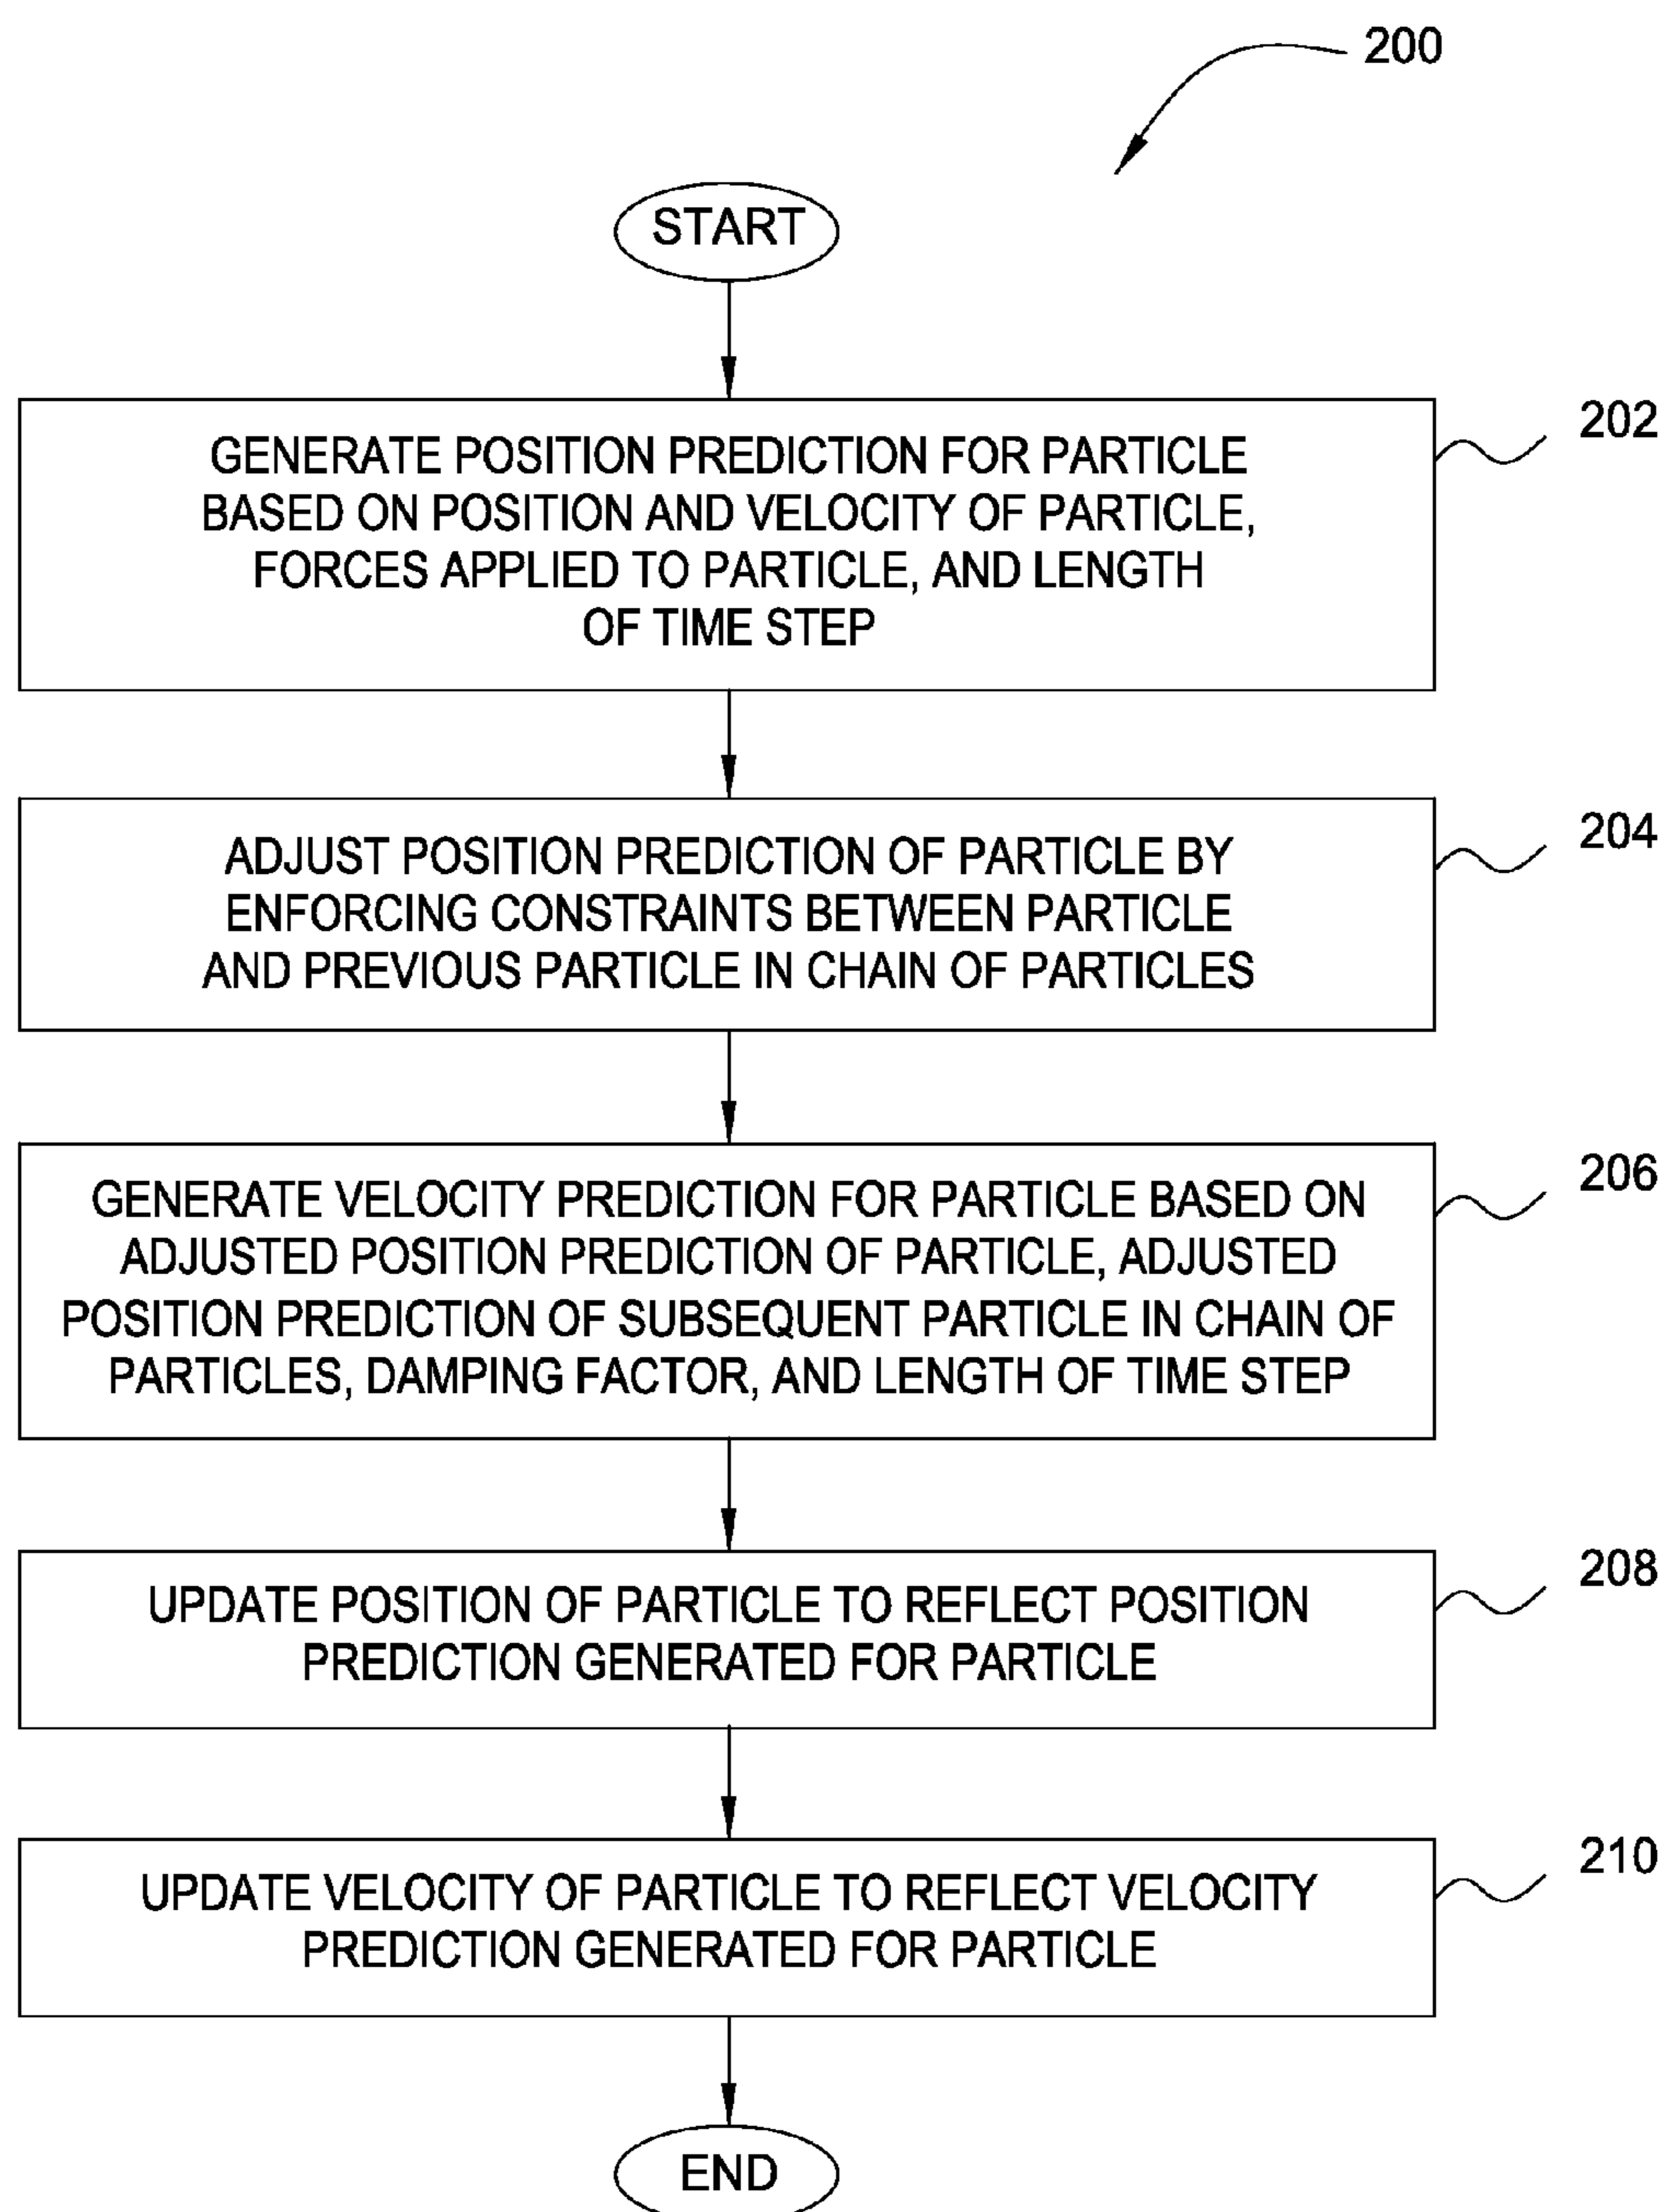 200
START
202
GENERATE POSITION PREDICTION FOR PARTICLE
BASED ON POSITION AND VELOCITY OF PARTICLE,
FORCES APPLIED TO PARTICLE, AND LENGTH
OF TIME STEP
204
ADJUST POSITION PREDICTION OF PARTICLE BY
ENFORCING CONSTRAINTS BETWEEN PARTICLE
AND PREVIOUS PARTICLE IN CHAIN OF PARTICLES
206
GENERATE VELOCITY PREDICTION FOR PARTICLE BASED ON
ADJUSTED POSITION PREDICTION OF PARTICLE, ADJUSTED
POSITION PREDICTION OF SUBSEQUENT PARTICLE IN CHAIN OF
PARTICLES, DAMPING FACTOR, AND LENGTH OF TIME STEP
208
UPDATE POSITION OF PARTICLE TO REFLECT POSITION
PREDICTION GENERATED FOR PARTICLE
210
UPDATE VELOCITY OF PARTICLE TO REFLECT VELOCITY
PREDICTION GENERATED FOR PARTICLE
END